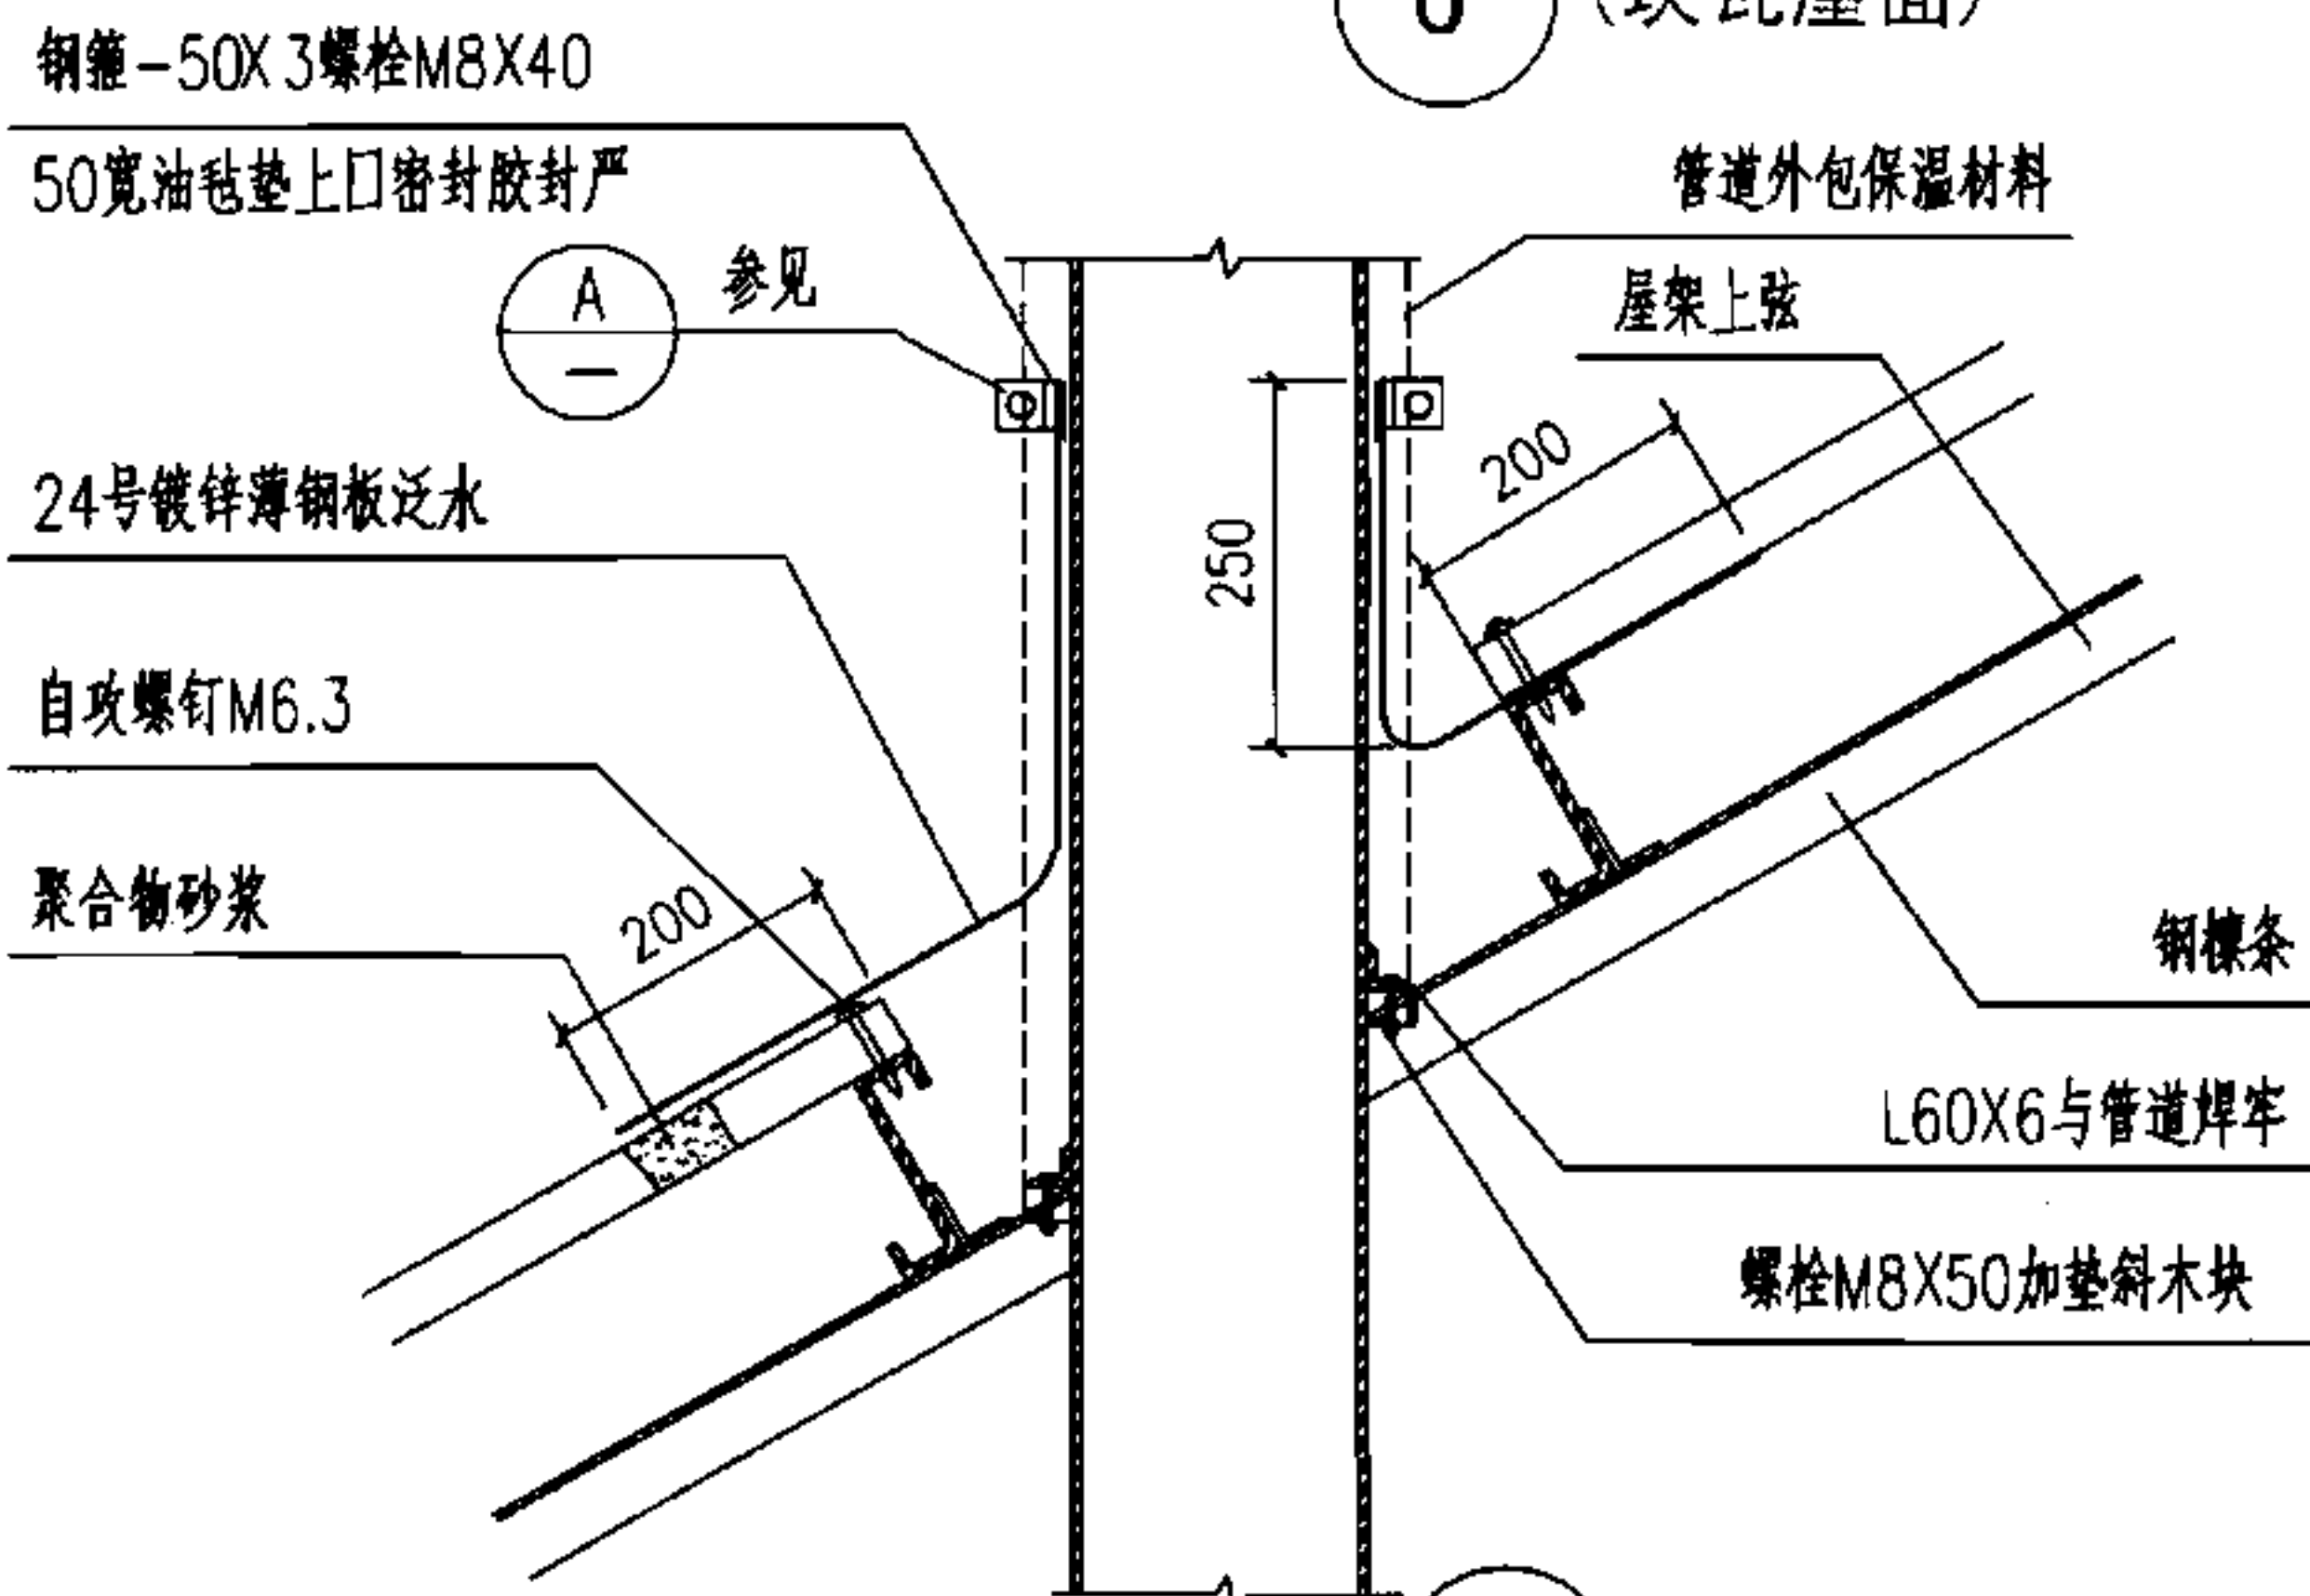 (块瓦屋面)
钢箍-50X3螺栓M8X40
50宽油毡垫上口密封胶封严
管道外包保温材料
A
参见
—
屋架上弦
200
24号镀锌薄钢板泛水
250
自攻螺钉M6.3
聚合物砂浆
200
钢檩条
L60X6与管道焊牢
螺栓M8X50加垫斜木块